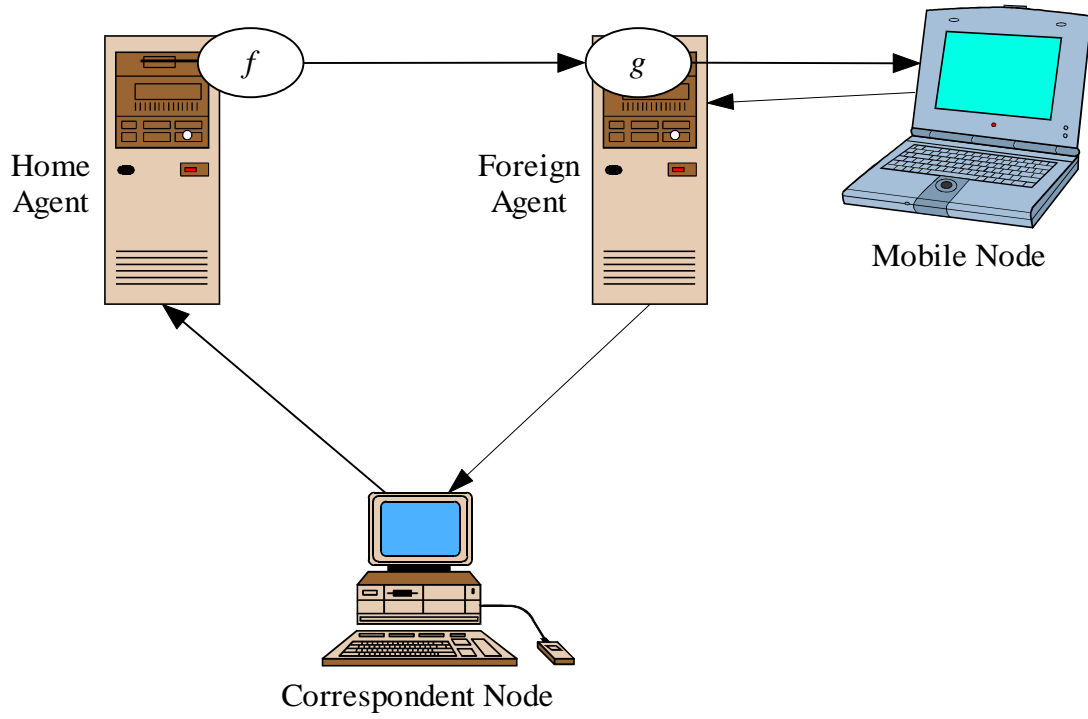 f
g
Home
Agent
Foreign
Agent
Mobile Node
Correspondent Node